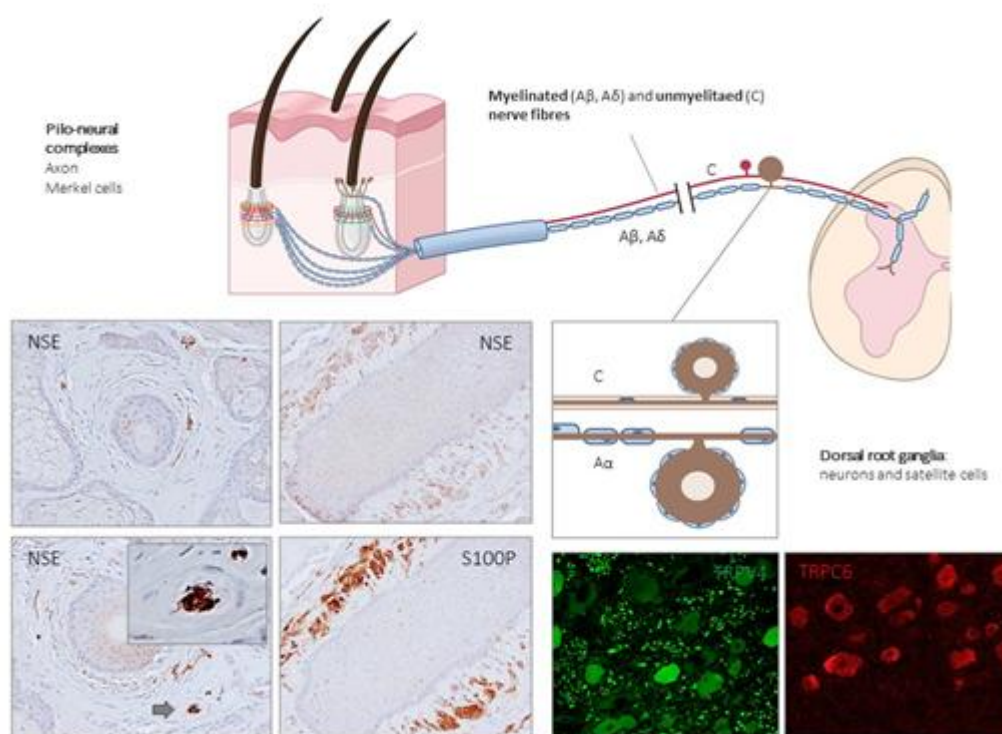 Pilo-neural
complexes
Axon
Merkel cells
Myelinated (Aβ, Aδ) and unmyelitaed (C)
nerve fibres
C
Aβ, Aδ
NSE
NSE
C
Aα
Dorsal root ganglia:
neurons and satellite cells
NSE
S100P
TRPV4
TRPC6